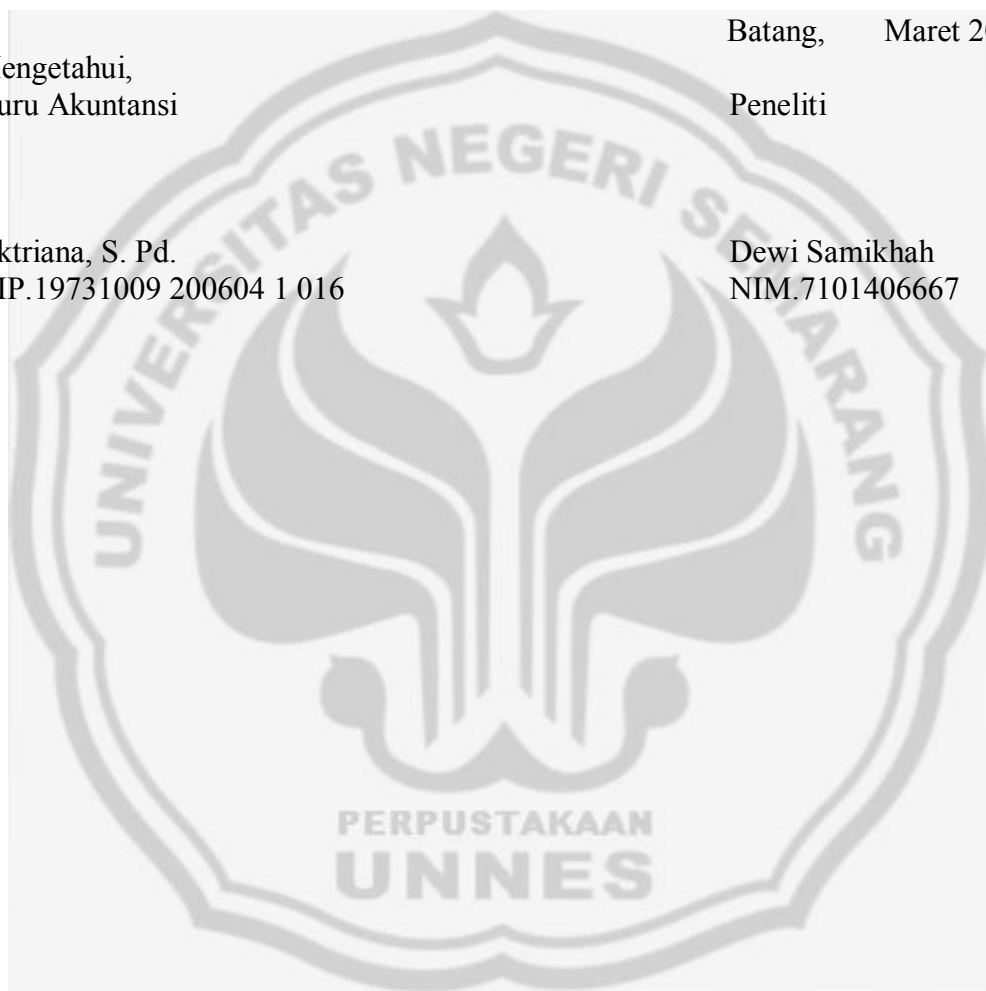 Batang, Maret 20
engetahui,
uru Akuntansi Peneliti
ktriana, S. Pd. Dewi Samikhah
IP.19731009 200604 1 016 NIM.7101406667
UNIVERSITAS NEGERI SEMARANG
PERPUSTAKAAN
UNNES